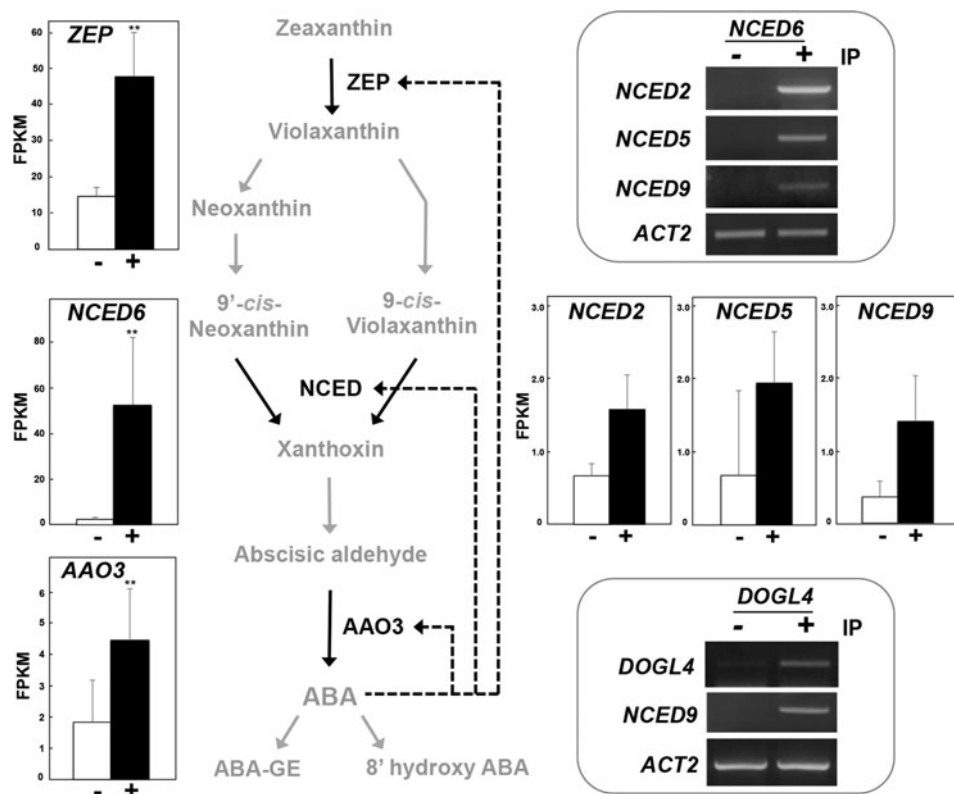 ZEP
**
60
50
40
30
20
10
0
FPKM
- +
NCED6
**
80
60
40
20
0
FPKM
- +
AAO3
**
6
5
4
3
2
1
0
FPKM
- +
Zeaxanthin
ZEP
Violaxanthin
Neoxanthin
9'-cis-
Neoxanthin
9-cis-
Violaxanthin
NCED
Xanthoxin
Abscisic aldehyde
AAO3
ABA
ABA-GE
8' hydroxy ABA
NCED6
- + IP
NCED2
NCED5
NCED9
ACT2
NCED2
3.0
2.0
1.0
0
FPKM
- +
NCED5
3.0
2.0
1.0
0
- +
NCED9
3.0
2.0
1.0
0
- +
DOGL4
- + IP
DOGL4
NCED9
ACT2